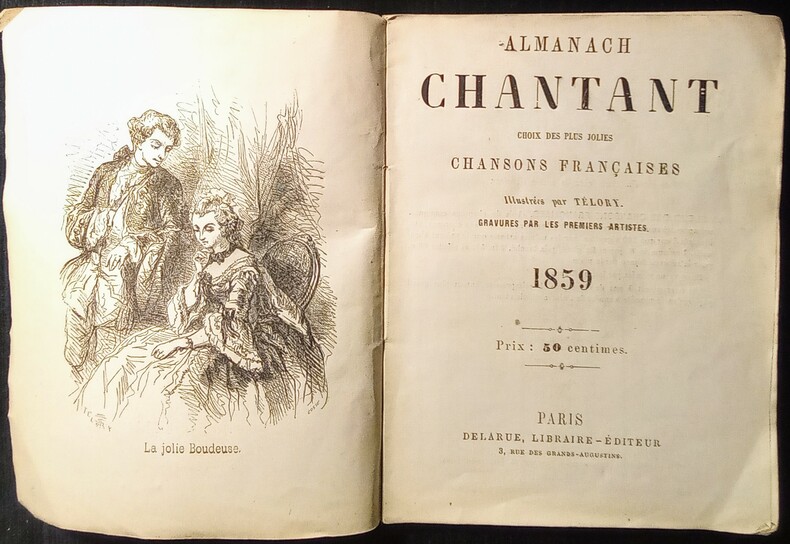 La jolie Boudeuse.
ALMANACH
CHANTANT
CHOIX DES PLUS JOLIES
CHANSONS FRANÇAISES
Illustrées par TÉLORY.
GRAVURES PAR LES PREMIERS ARTISTES.
1859
Prix : 50 centimes.
PARIS
DELARUE, LIBRAIRE-ÉDITEUR
3, RUE DES GRANDS-AUGUSTINS.